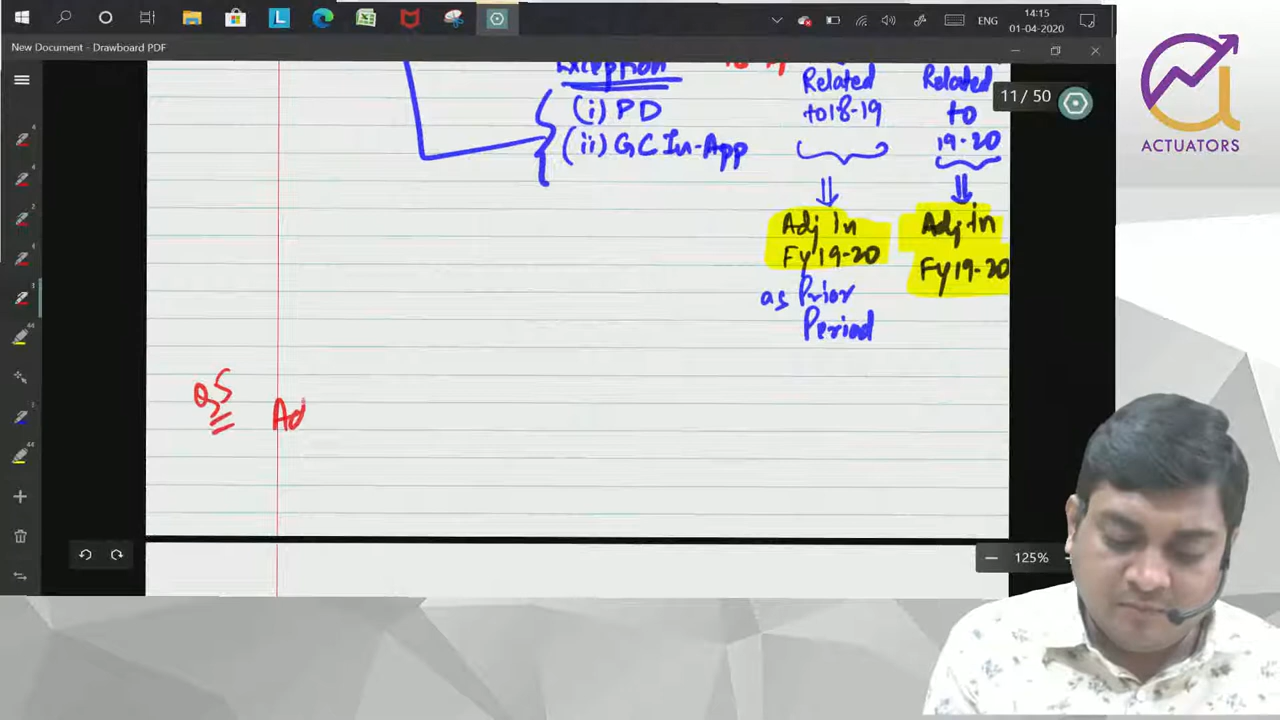 14:15
ENG
01-04-2020
New Document - Drawboard PDF
11 / 50
Exception
(i) PD
(ii) GC In-App
Related
to 18-19
Related
to
19-20
Adj In
Fy 19-20
as Prior
Period
Adj In
Fy 19-20
Q5 Ad
125%
ACTUATORS